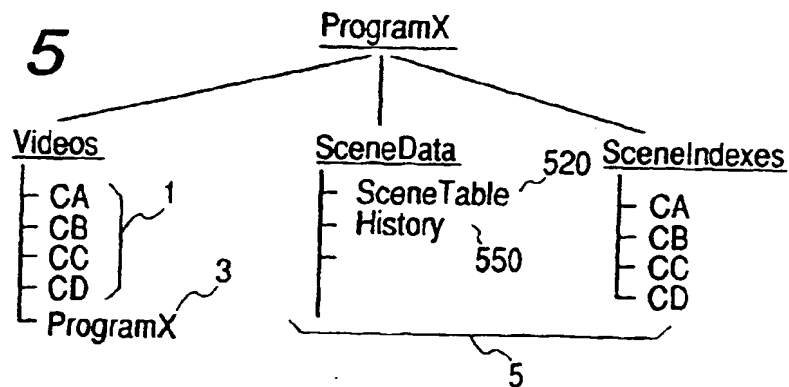 5
ProgramX
Videos
CA
CB
CC
CD
ProgramX
1
3
SceneData
SceneTable
History
520
550
SceneIndexes
CA
CB
CC
CD
5